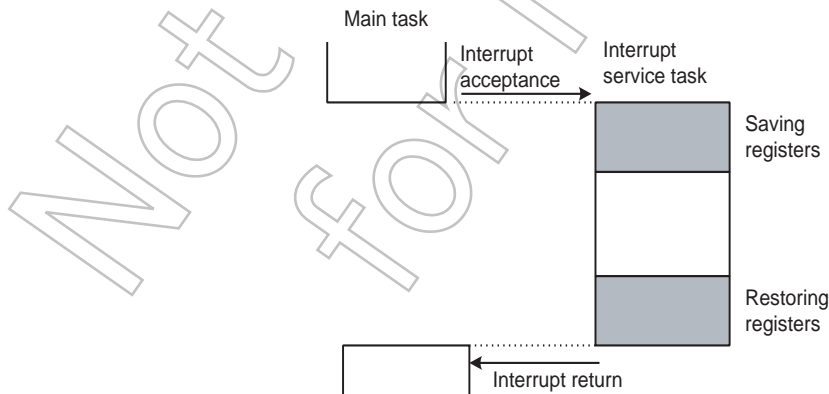 Main task
Interrupt
acceptance
Interrupt
service task
Saving
registers
Restoring
registers
Interrupt return
Not
for